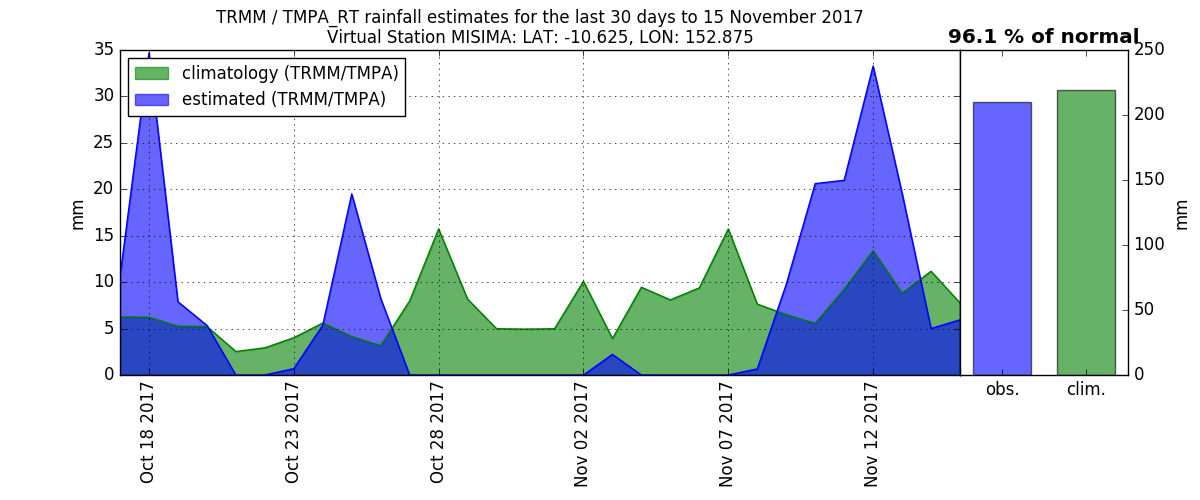 TRMM / TMPA_RT rainfall estimates for the last 30 days to 15 November 2017
Virtual Station MISIMA: LAT: -10.625, LON: 152.875
96.1 % of normal
climatology (TRMM/TMPA)
estimated (TRMM/TMPA)
35
30
25
20
15
10
5
0
mm
Oct 18 2017
Oct 23 2017
Oct 28 2017
Nov 02 2017
Nov 07 2017
Nov 12 2017
obs.
clim.
250
200
150
100
50
0
mm